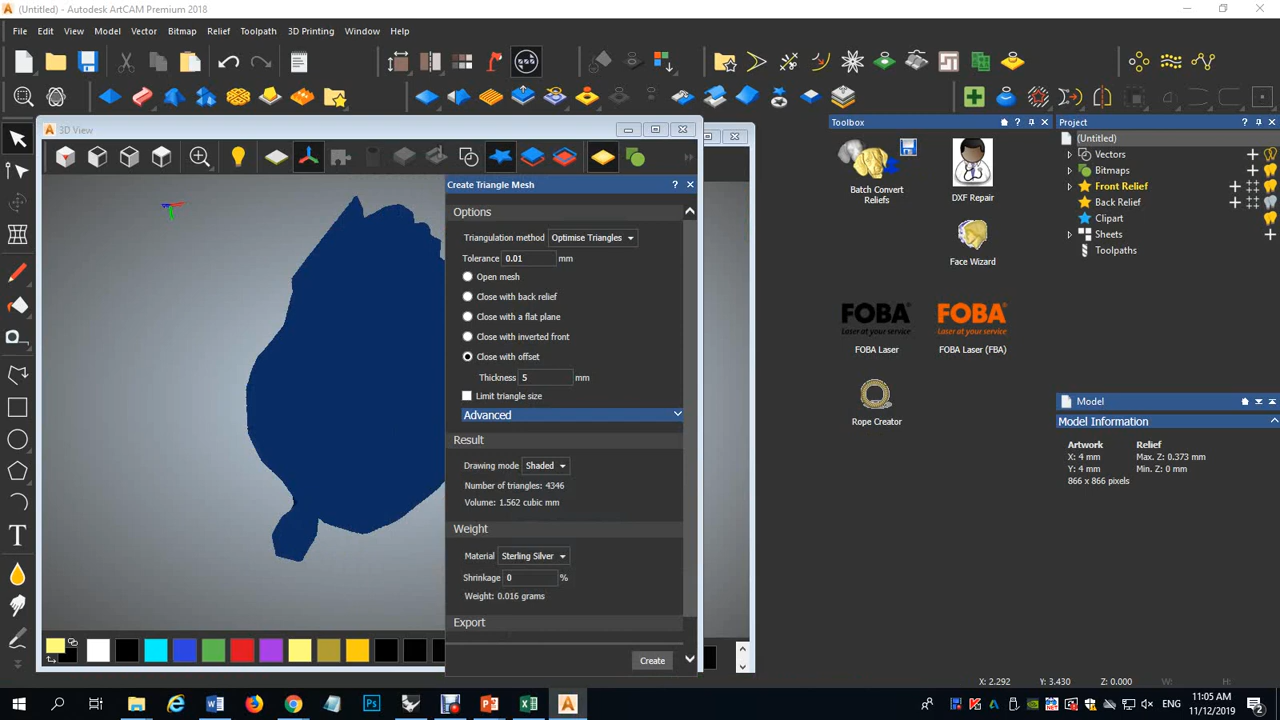 (Untitled) - Autodesk ArtCAM Premium 2018
File Edit View Model Vector Bitmap Relief Toolpath 3D Printing Window Help
3D View
Create Triangle Mesh
Options
Triangulation method Optimise Triangles
Tolerance 0.01 mm
Open mesh
Close with back relief
Close with a flat plane
Close with inverted front
Close with offset
Thickness 5 mm
Limit triangle size
Advanced
Result
Drawing mode Shaded
Number of triangles: 4346
Volume: 1.562 cubic mm
Weight
Material Sterling Silver
Shrinkage 0 %
Weight: 0.016 grams
Export
Create
Toolbox
Batch Convert
Reliefs
DXF Repair
Face Wizard
FOBA
Laser at your service
FOBA Laser
FOBA
Laser at your service
FOBA Laser (FBA)
Rope Creator
Project
(Untitled)
Vectors
Bitmaps
Front Relief
Back Relief
Clipart
Sheets
Toolpaths
Model
Model Information
Artwork Relief
X: 4 mm Max. Z: 0.373 mm
Y: 4 mm Min. Z: 0 mm
866 x 866 pixels
X: 2.292 Y: 3.430 Z: 0.000 W: H:
ENG
11:05 AM
11/12/2019
2